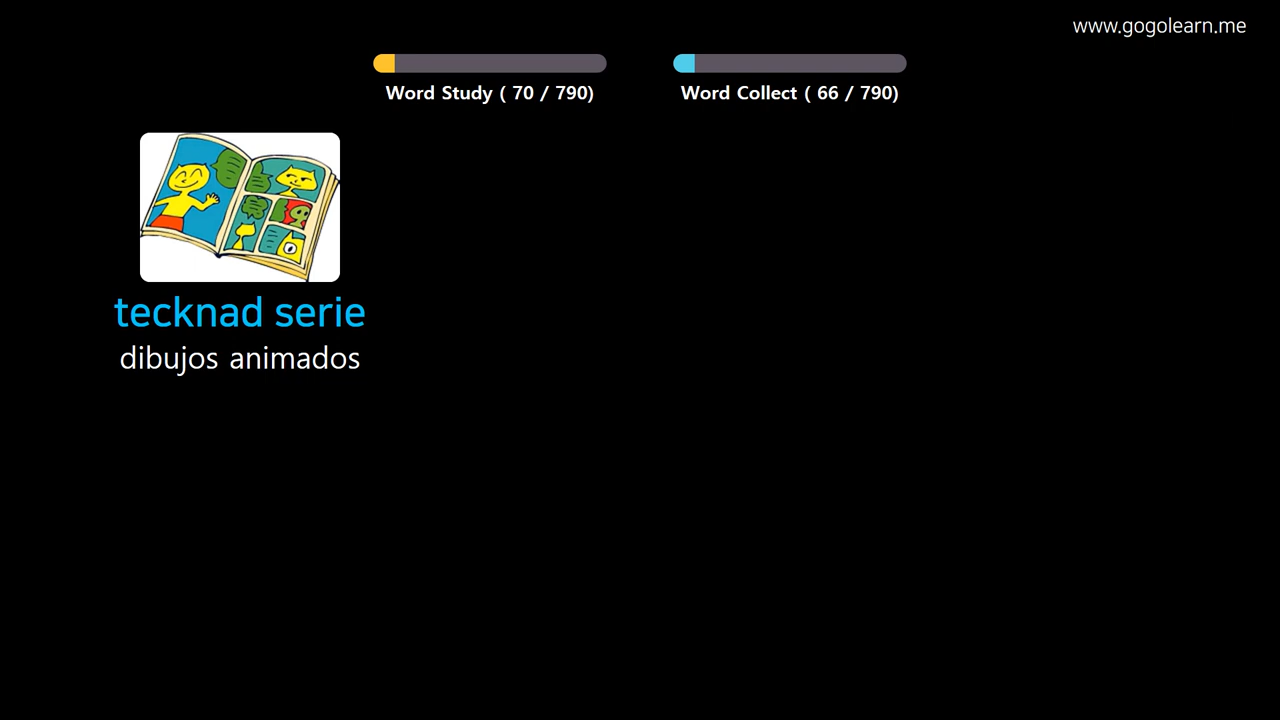 www.gogolearn.me
Word Study ( 70 / 790)
Word Collect ( 66 / 790)
tecknad serie
dibujos animados